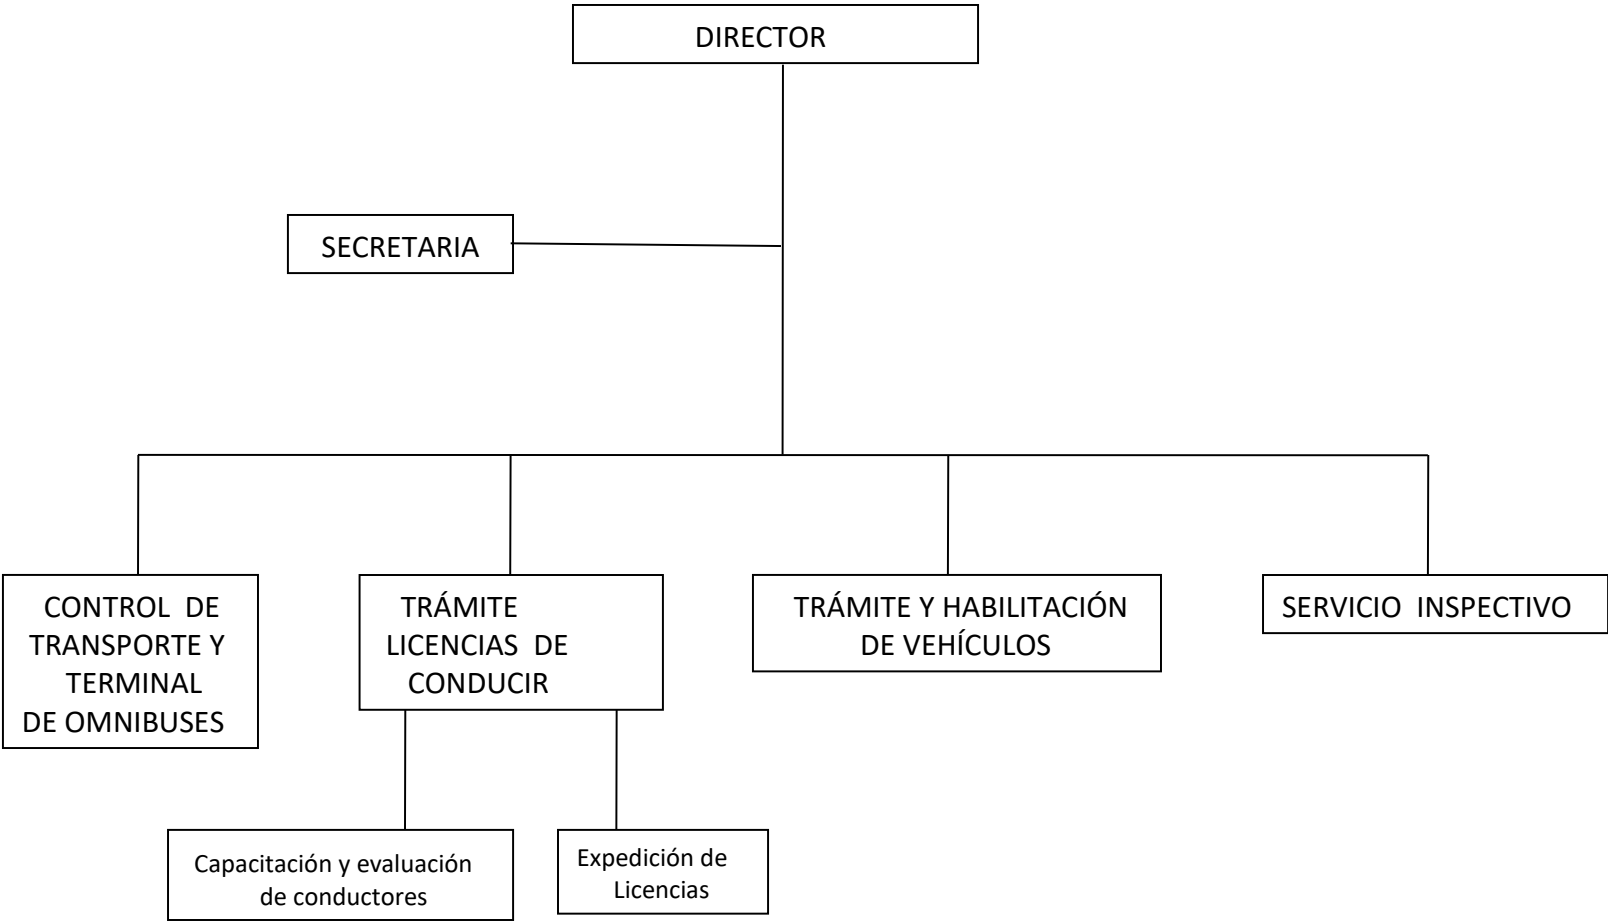 DIRECTOR
SECRETARIA
CONTROL DE
TRANSPORTE Y
TERMINAL
DE OMNIBUSES
TRÁMITE
LICENCIAS DE
CONDUCIR
TRÁMITE Y HABILITACIÓN
DE VEHÍCULOS
SERVICIO INSPECTIVO
Capacitación y evaluación
de conductores
Expedición de
Licencias